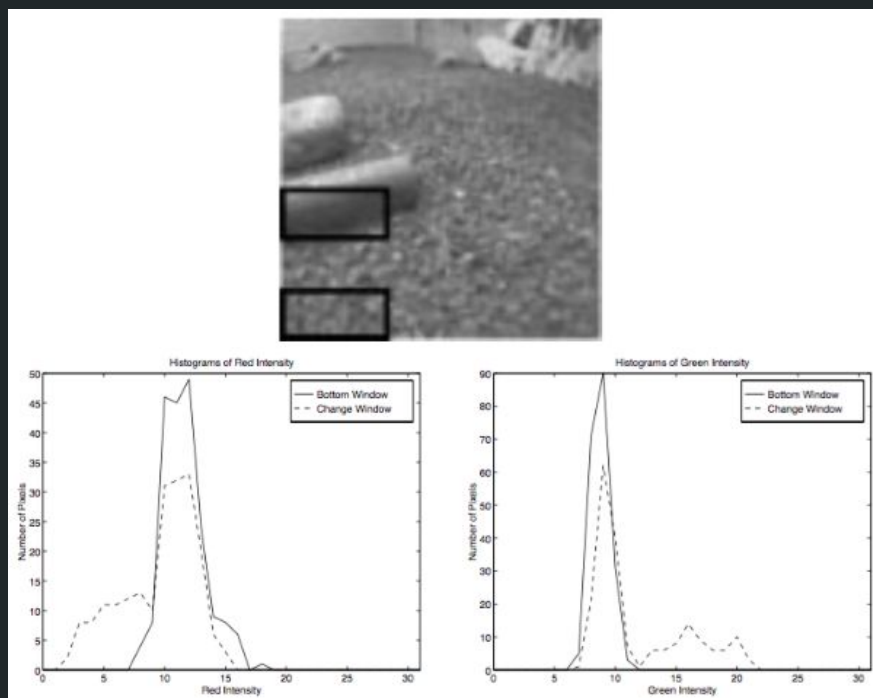 Histograms of Red Intensity
50
45
40
35
30
25
20
15
10
5
0
Number of Pixels
Bottom Window
Change Window
0 5 10 15 20 25 30
Red Intensity
Histograms of Green Intensity
90
80
70
60
50
40
30
20
10
0
Number of Pixels
Bottom Window
Change Window
0 5 10 15 20 25 30
Green Intensity